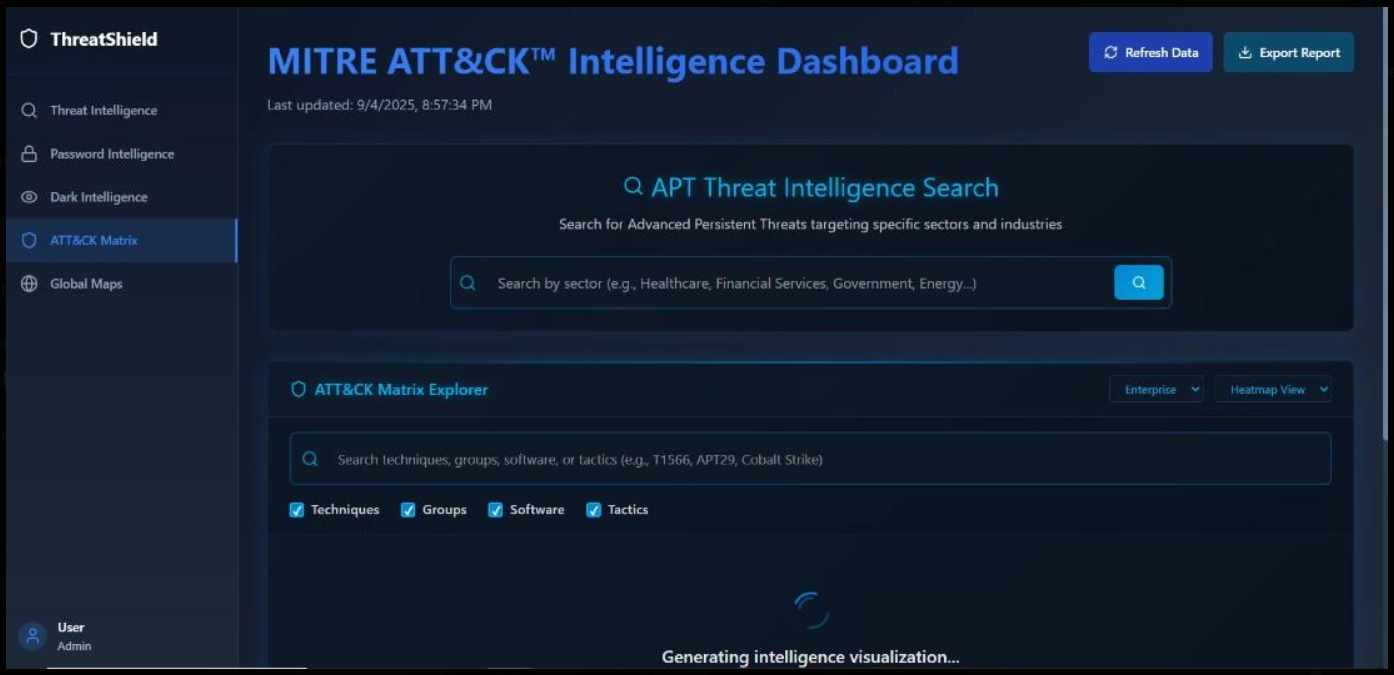 ThreatShield
Threat Intelligence
Password Intelligence
Dark Intelligence
ATT&CK Matrix
Global Maps
User
Admin
MITRE ATT&CK™ Intelligence Dashboard
Last updated: 9/4/2025, 8:57:34 PM
Refresh Data
Export Report
APT Threat Intelligence Search
Search for Advanced Persistent Threats targeting specific sectors and industries
Search by sector (e.g., Healthcare, Financial Services, Government, Energy...)
ATT&CK Matrix Explorer
Enterprise
Heatmap View
Search techniques, groups, software, or tactics (e.g., T1566, APT29, Cobalt Strike)
Techniques Groups Software Tactics
Generating intelligence visualization...